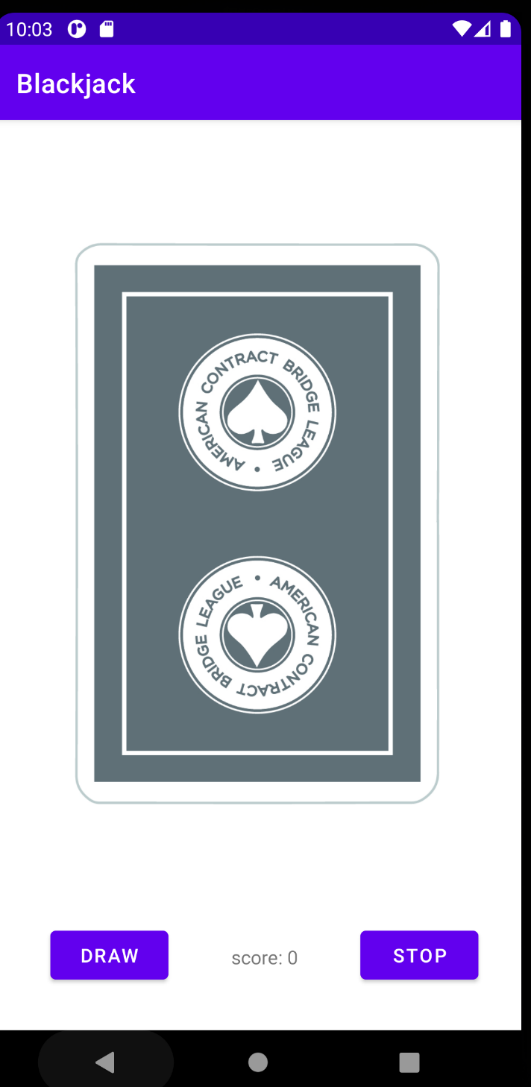 10:03
Blackjack
AMERICAN CONTRACT BRIDGE LEAGUE •
AMERICAN CONTRACT BRIDGE LEAGUE •
DRAW
score: 0
STOP